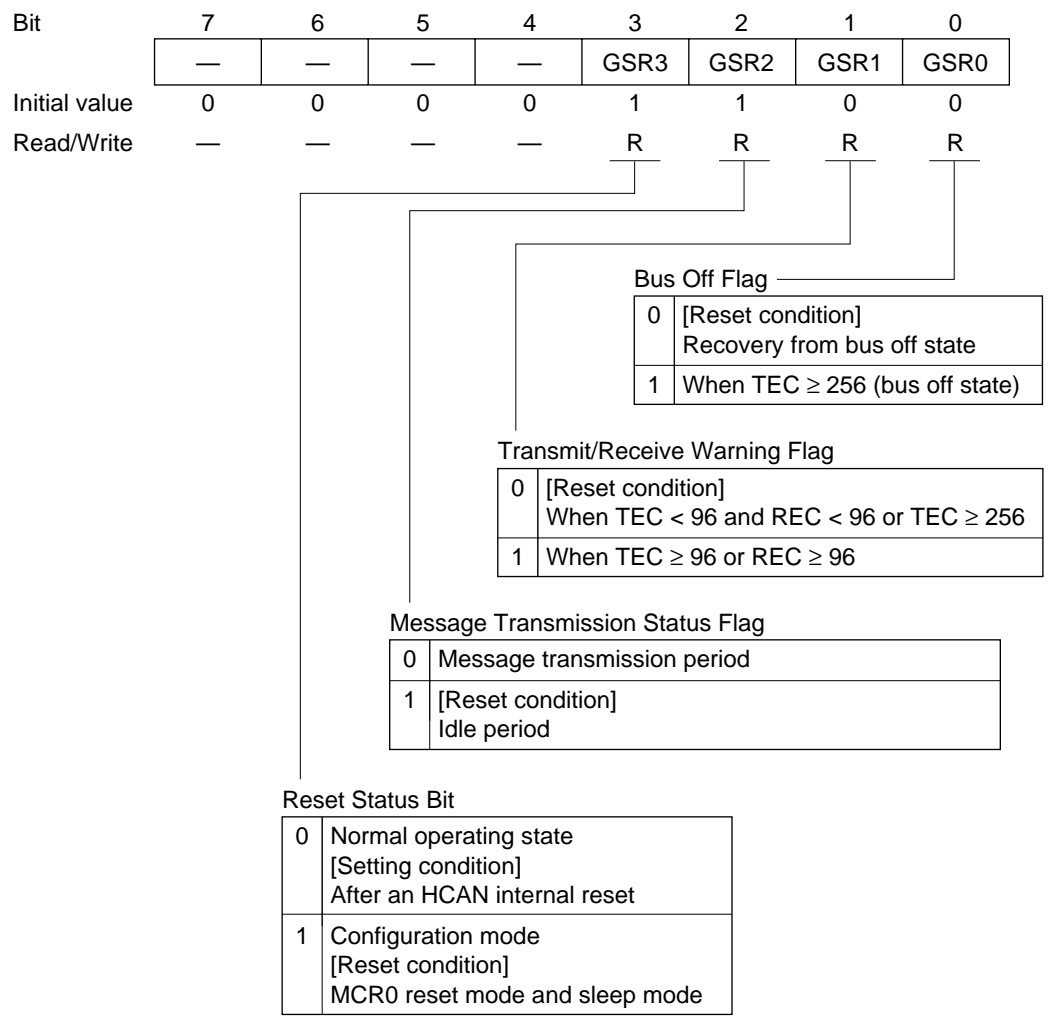 Bit 7 6 5 4 3 2 1 0
— — — — GSR3 GSR2 GSR1 GSR0
Initial value 0 0 0 0 1 1 0 0
Read/Write — — — — R R R R
Bus Off Flag
0 [Reset condition]
Recovery from bus off state
1 When TEC ≥ 256 (bus off state)
Transmit/Receive Warning Flag
0 [Reset condition]
When TEC < 96 and REC < 96 or TEC ≥ 256
1 When TEC ≥ 96 or REC ≥ 96
Message Transmission Status Flag
0 Message transmission period
1 [Reset condition]
Idle period
Reset Status Bit
0 Normal operating state
[Setting condition]
After an HCAN internal reset
1 Configuration mode
[Reset condition]
MCR0 reset mode and sleep mode